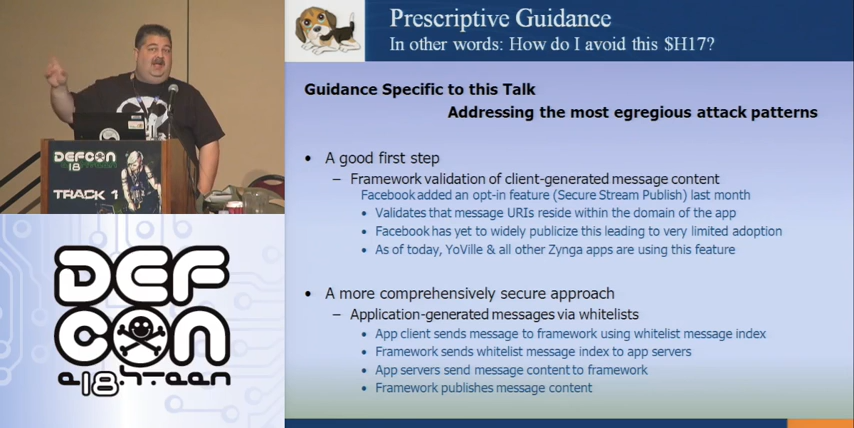 Prescriptive Guidance
In other words: How do I avoid this $H17?
Guidance Specific to this Talk
Addressing the most egregious attack patterns
• A good first step
– Framework validation of client-generated message content
Facebook added an opt-in feature (Secure Stream Publish) last month
• Validates that message URIs reside within the domain of the app
• Facebook has yet to widely publicize this leading to very limited adoption
• As of today, YoVille & all other Zynga apps are using this feature
• A more comprehensively secure approach
– Application-generated messages via whitelists
• App client sends message to framework using whitelist message index
• Framework sends whitelist message index to app servers
• App servers send message content to framework
• Framework publishes message content
DEFCON
18
TRACK 1
DEF
CON
e18hteen